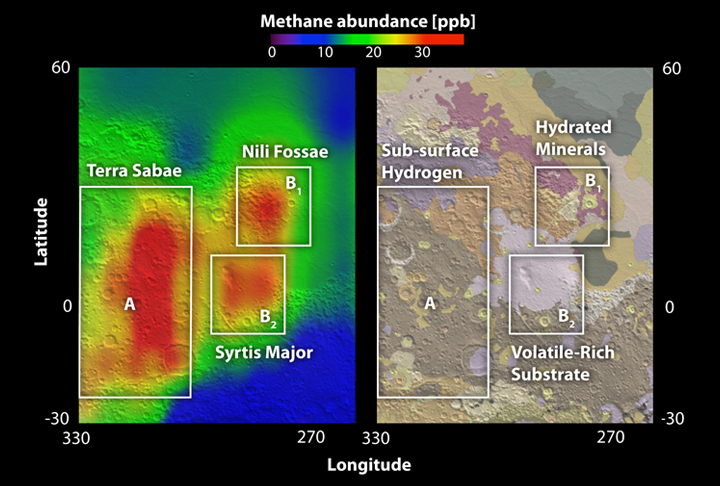 Methane abundance [ppb]
0 10 20 30
60 60
Nili Fossae
Hydrated
Minerals
Terra Sabae
Sub-surface
Hydrogen
B1 B1
Latitude
A A
0 0
B2 B2
Syrtis Major
Volatile-Rich
Substrate
-30 -30
330 270 330 270
Longitude